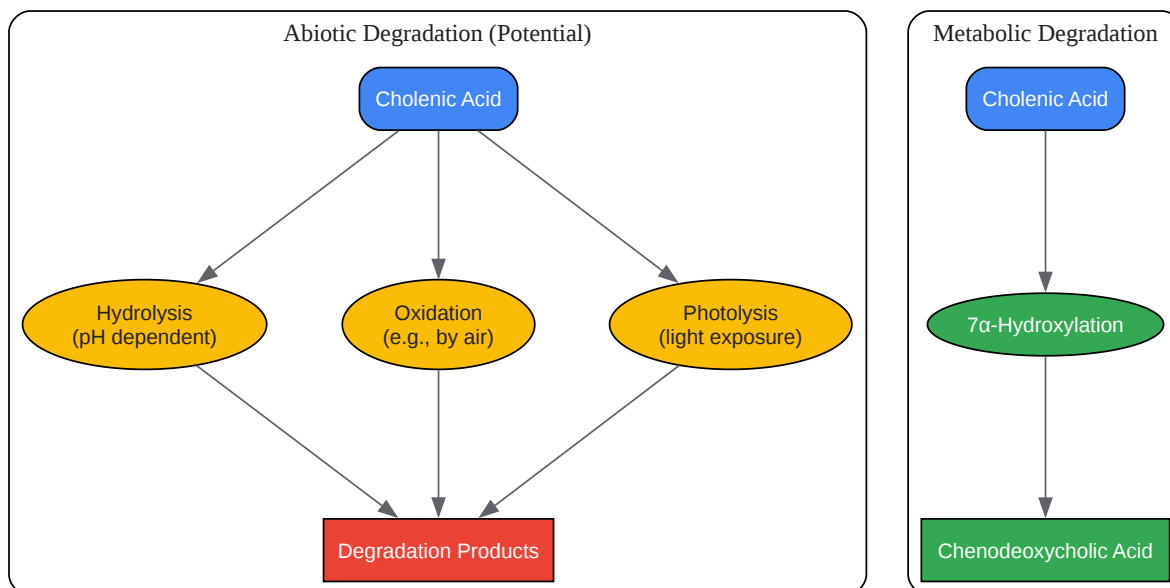 Abiotic Degradation (Potential)
Cholenic Acid
Hydrolysis
(pH dependent)
Oxidation
(e.g., by air)
Photolysis
(light exposure)
Degradation Products
Metabolic Degradation
Cholenic Acid
7α-Hydroxylation
Chenodeoxycholic Acid